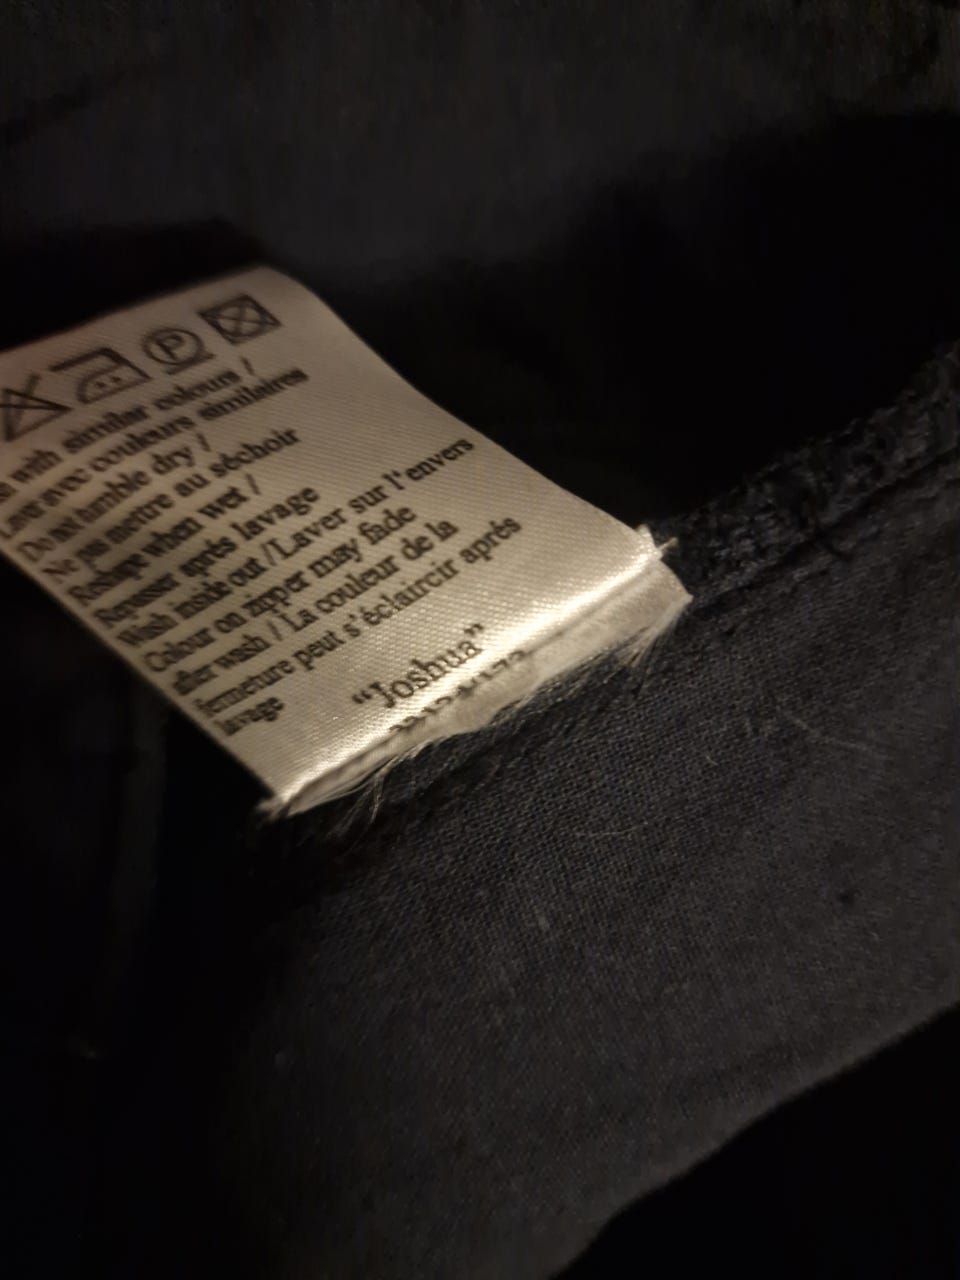 P
with similar colours /
Laver avec couleurs similaires
Do not tumble dry /
Ne pas mettre au séchoir
Reshape when wet /
Repasser après lavage
Wash inside out / Laver sur l'envers
Colour on zipper may fade
after wash / La couleur de la
fermeture peut s'éclaircir aprés
lavage
"Joshua"